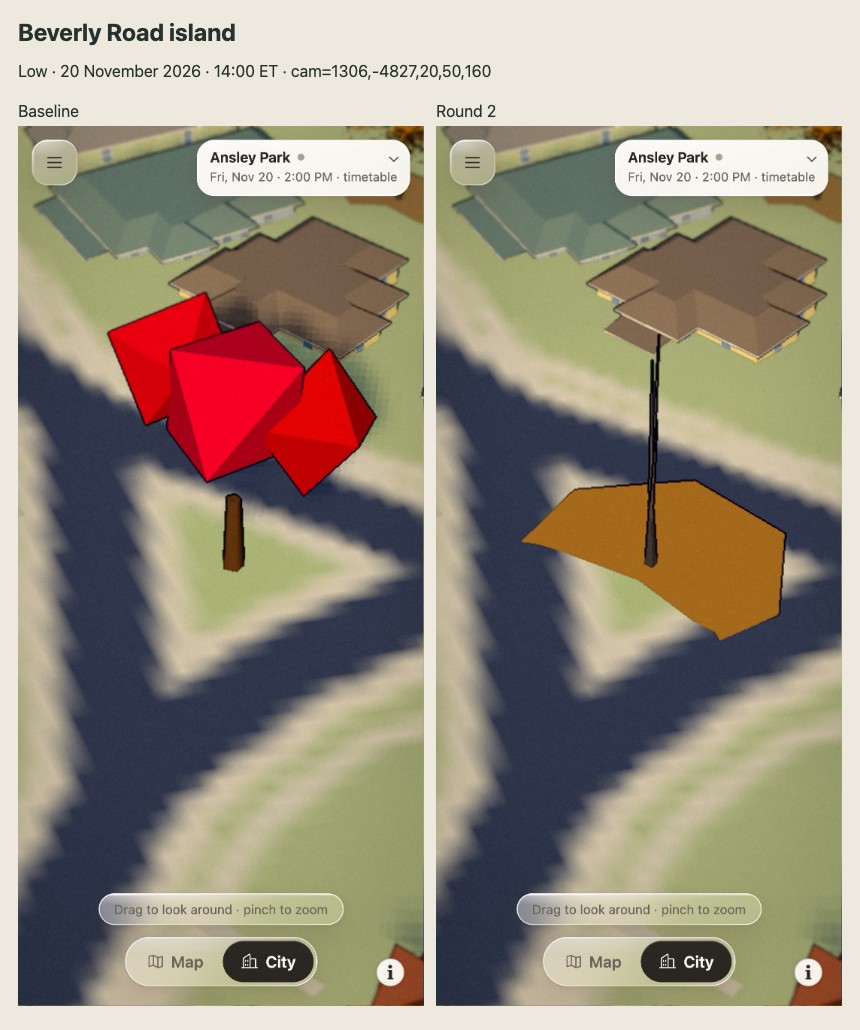 Beverly Road island
Low · 20 November 2026 · 14:00 ET · cam=1306,-4827,20,50,160
Baseline
Ansley Park
Fri, Nov 20 · 2:00 PM · timetable
Drag to look around · pinch to zoom
Map
City
i
Round 2
Ansley Park
Fri, Nov 20 · 2:00 PM · timetable
Drag to look around · pinch to zoom
Map
City
i